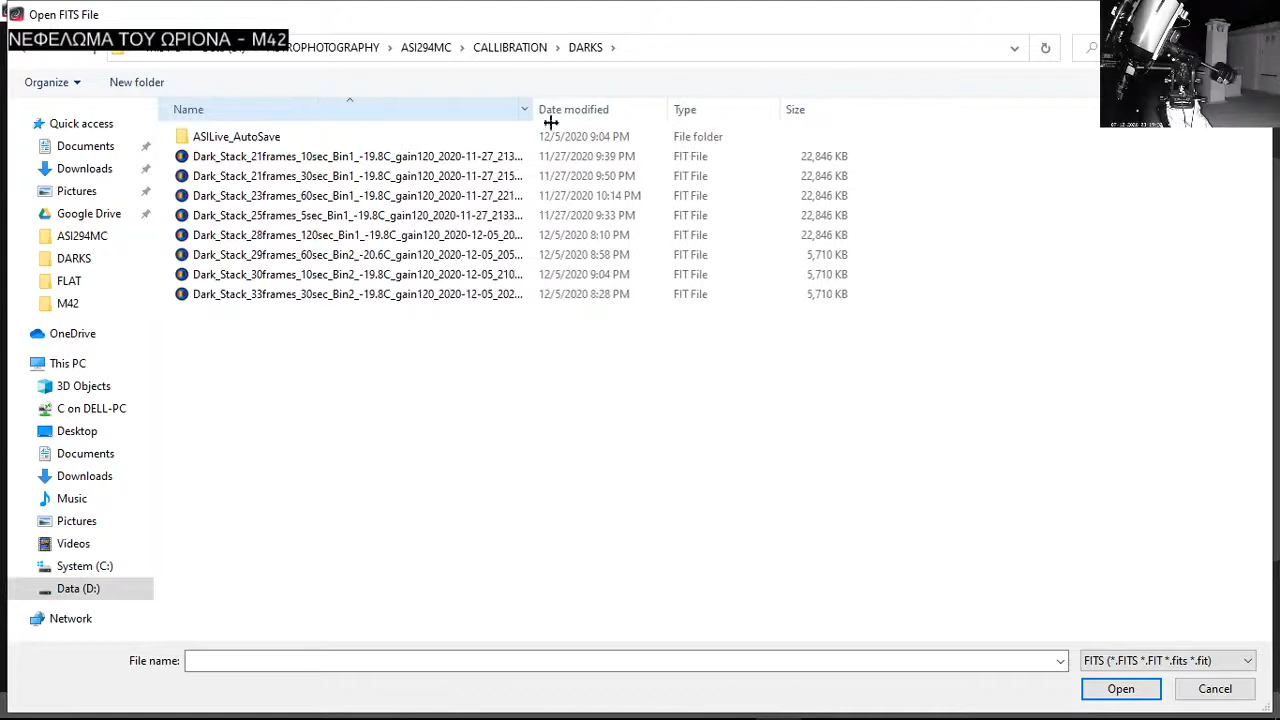 Open FITS File
ΝΕΦΕΛΩΜΑ ΤΟΥ ΩΡΙΟΝΑ - Μ42
ASI294MC > CALLIBRATION > DARKS >
Organize New folder
Name Date modified Type Size
Quick access
Documents
Downloads
Pictures
Google Drive
ASI294MC
DARKS
FLAT
M42
OneDrive
This PC
3D Objects
C on DELL-PC
Desktop
Documents
Downloads
Music
Pictures
Videos
System (C:)
Data (D:)
Network
ASILive_AutoSave 12/5/2020 9:04 PM File folder
Dark_Stack_21frames_10sec_Bin1_-19.8C_gain120_2020-11-27_213... 11/27/2020 9:39 PM FIT File 22,846 KB
Dark_Stack_21frames_30sec_Bin1_-19.8C_gain120_2020-11-27_215... 11/27/2020 9:50 PM FIT File 22,846 KB
Dark_Stack_23frames_60sec_Bin1_-19.8C_gain120_2020-11-27_221... 11/27/2020 10:14 PM FIT File 22,846 KB
Dark_Stack_25frames_5sec_Bin1_-19.8C_gain120_2020-11-27_2133... 11/27/2020 9:33 PM FIT File 22,846 KB
Dark_Stack_28frames_120sec_Bin1_-19.8C_gain120_2020-12-05_20... 12/5/2020 8:10 PM FIT File 22,846 KB
Dark_Stack_29frames_60sec_Bin2_-20.6C_gain120_2020-12-05_205... 12/5/2020 8:58 PM FIT File 5,710 KB
Dark_Stack_30frames_10sec_Bin2_-19.8C_gain120_2020-12-05_210... 12/5/2020 9:04 PM FIT File 5,710 KB
Dark_Stack_33frames_30sec_Bin2_-19.8C_gain120_2020-12-05_202... 12/5/2020 8:28 PM FIT File 5,710 KB
File name: FITS (*.FITS *.FIT *.fits *.fit)
Open Cancel